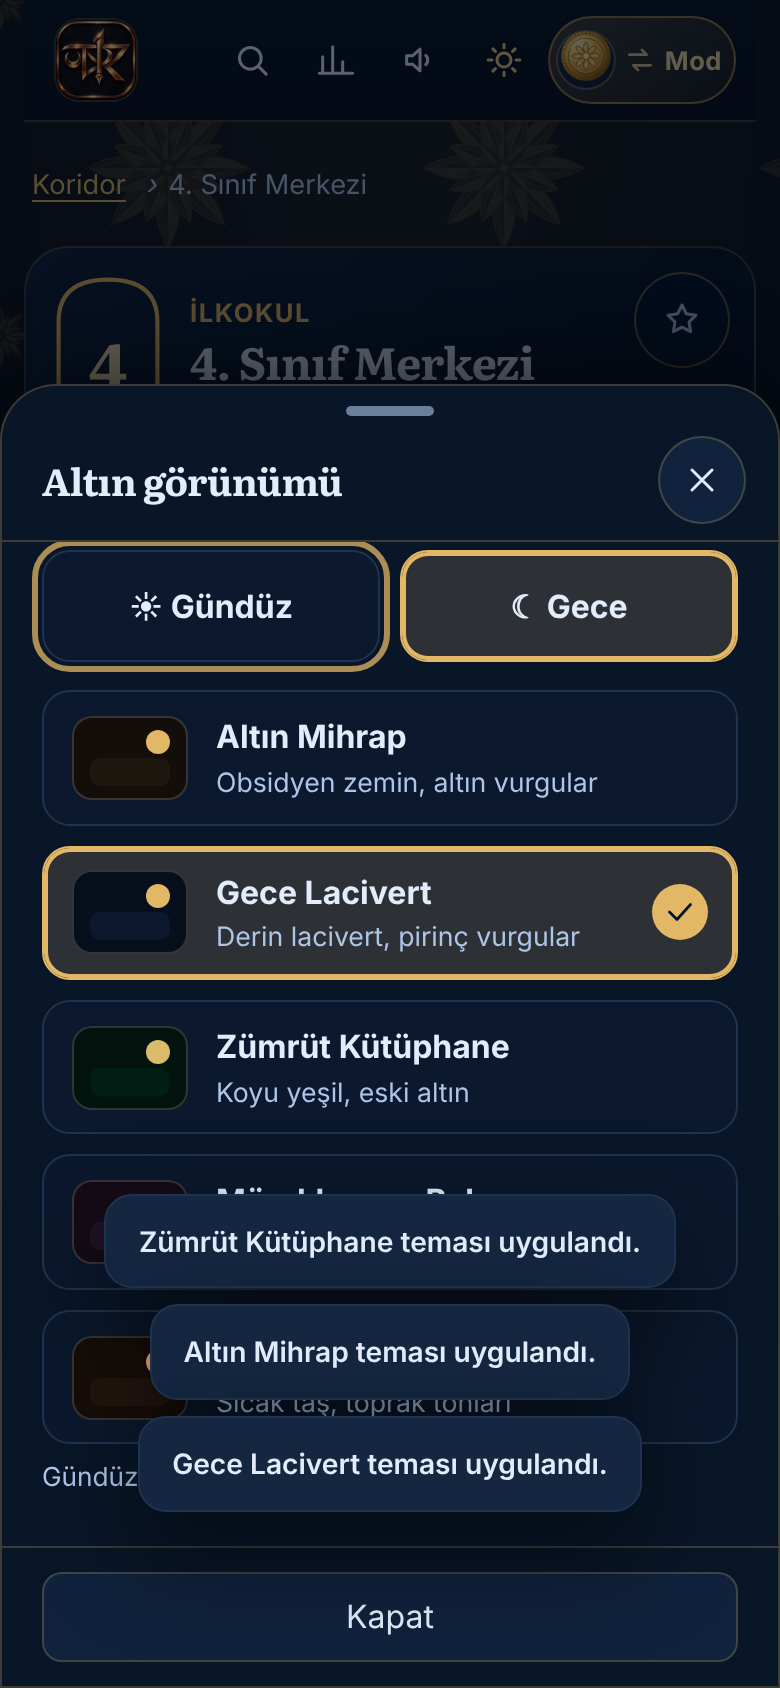 Mod
Koridor › 4. Sınıf Merkezi
4
İLKOKUL
4. Sınıf Merkezi
Altın görünümü
☀ Gündüz
☾ Gece
Altın Mihrap
Obsidyen zemin, altın vurgular
Gece Lacivert
Derin lacivert, pirinç vurgular
Zümrüt Kütüphane
Koyu yeşil, eski altın
Zümrüt Kütüphane teması uygulandı.
Altın Mihrap teması uygulandı.
Sıcak taş, toprak tonları
Gece Lacivert teması uygulandı.
Gündüz
Kapat